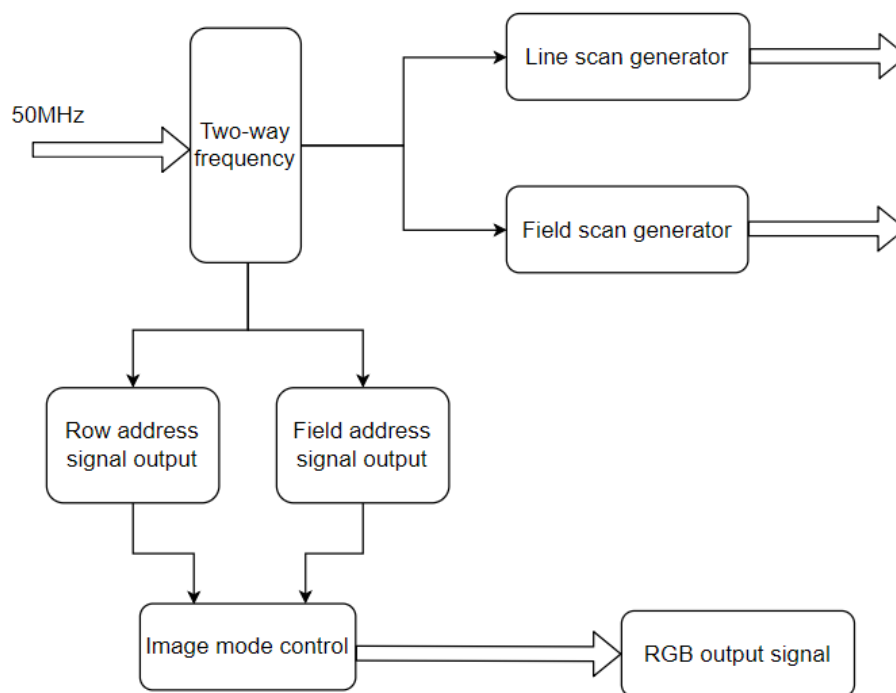 Line scan generator
50MHz
Two-way
frequency
Field scan generator
Row address
signal output
Field address
signal output
Image mode control
RGB output signal